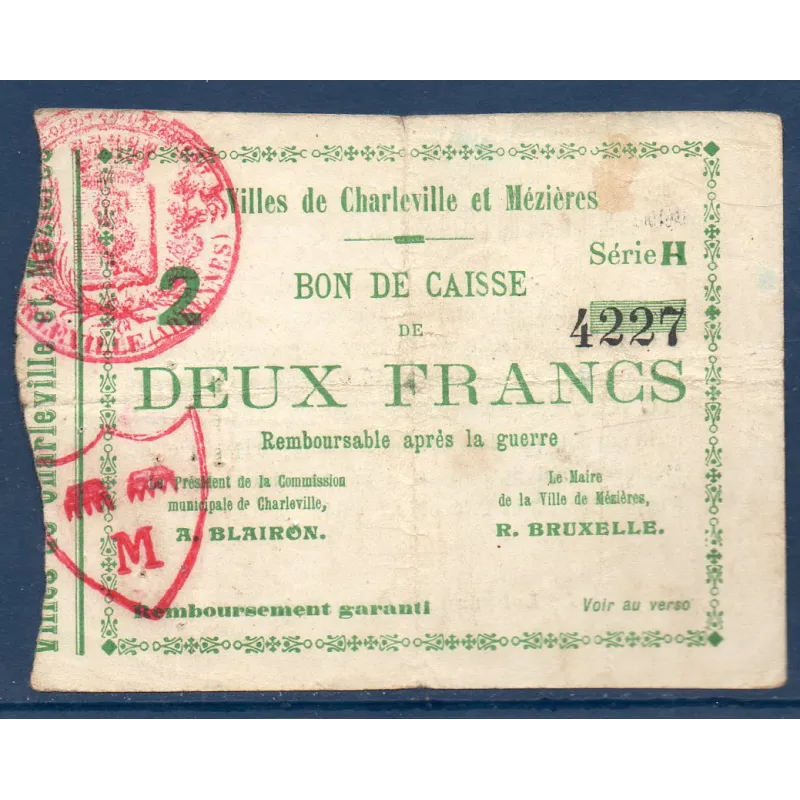 Villes de Charleville et Mézières
Série H
2
BON DE CAISSE
4227
DE
DEUX FRANCS
Remboursable après la guerre
Le Président de la Commission
municipale de Charleville,
A. BLAIRON.
Le Maire
de la Ville de Mézières,
R. BRUXELLE.
M
Remboursement garanti
Voir au verso
Villes de Charleville et Mézières